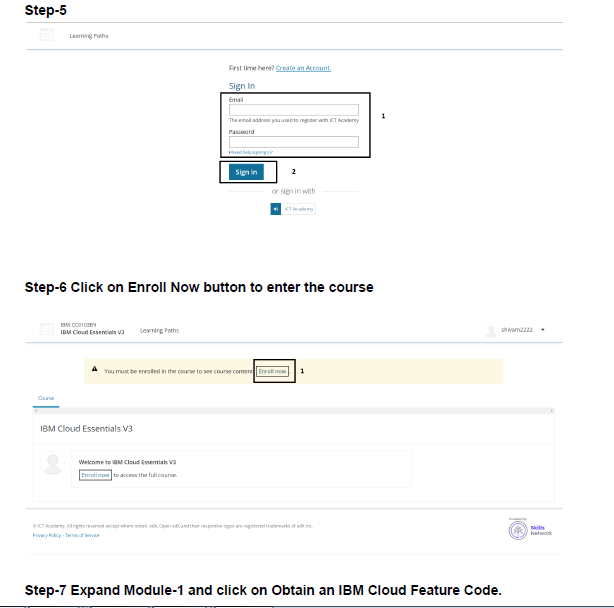 Step-5
Learning Paths
First time here? Create an Account.
Sign In
Email
1
The email address you used to register with ICT Academy
Password
Need help signing in?
Sign in
2
or sign in with
ICT Academy
Step-6 Click on Enroll Now button to enter the course
IBM: CC0103EN
IBM Cloud Essentials V3
Learning Paths
shivam2222
You must be enrolled in the course to see course content
Enroll now
1
Course
IBM Cloud Essentials V3
Welcome to IBM Cloud Essentials V3
Enroll now to access the full course.
© ICT Academy. All rights reserved except where noted. edX, Open edX and their respective logos are registered trademarks of edX Inc.
Privacy Policy - Terms of Service
Skills
Network
Step-7 Expand Module-1 and click on Obtain an IBM Cloud Feature Code.